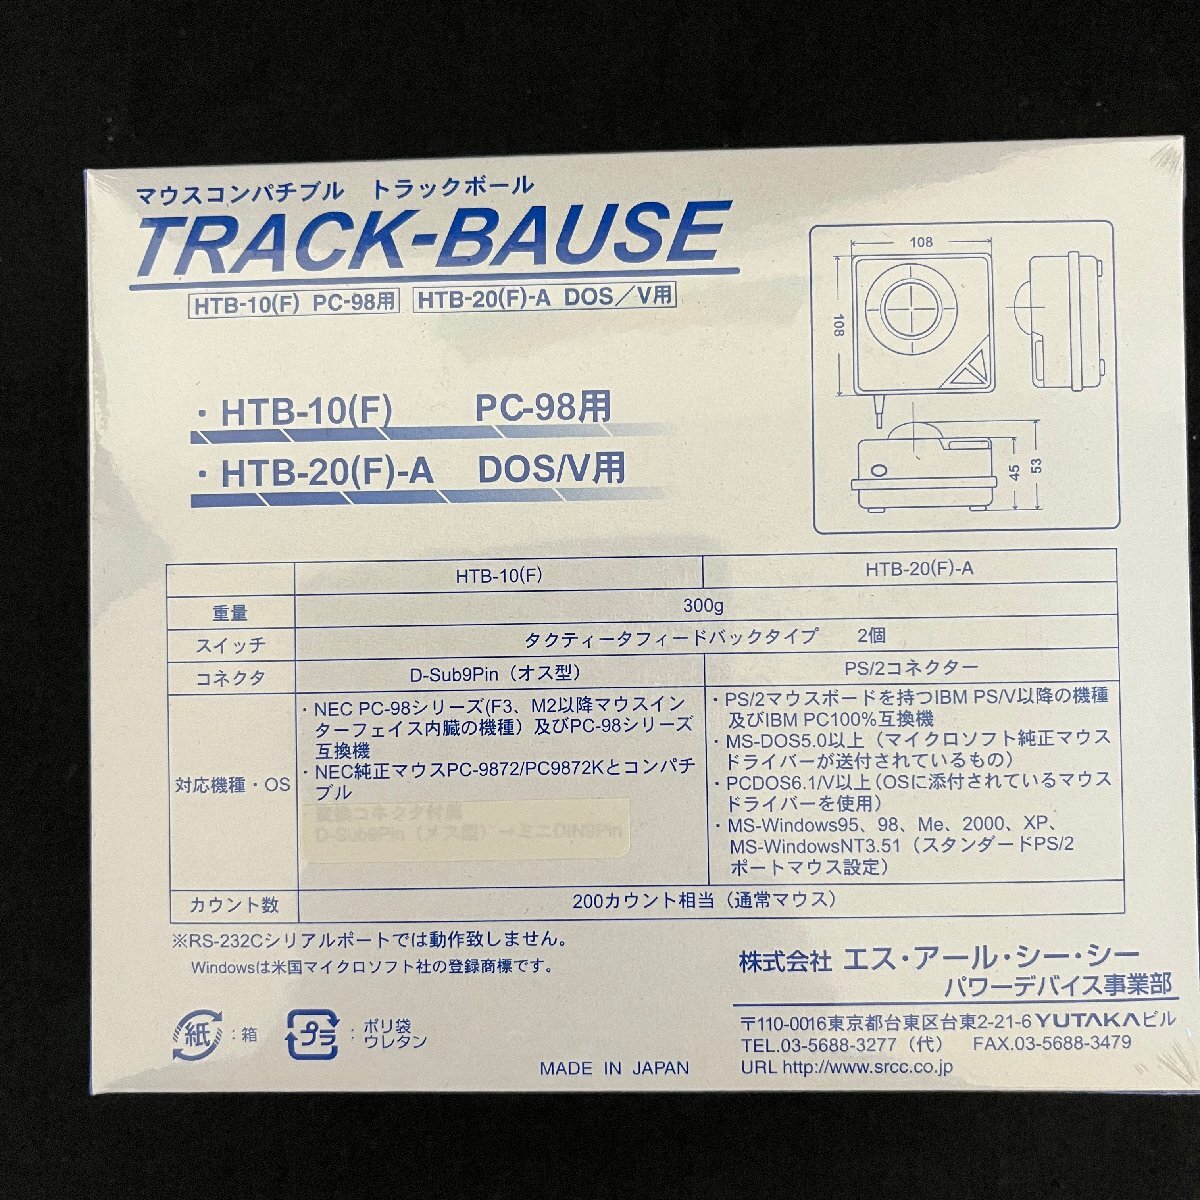 マウスコンパチブル　トラックボール
TRACK-BAUSE
HTB-10(F) PC-98用　HTB-20(F)-A DOS／V用
・HTB-10(F)　PC-98用
・HTB-20(F)-A　DOS/V用
108
108
45
53
HTB-10(F)　HTB-20(F)-A
重量　300g
スイッチ　タクティータフィードバックタイプ　2個
コネクタ　D-Sub9Pin（オス型）　PS/2コネクター
対応機種・OS
・NEC PC-98シリーズ(F3、M2以降マウスイン
ターフェイス内臓の機種）及びPC-98シリーズ
互換機
・NEC純正マウスPC-9872/PC9872Kとコンパチ
ブル
変換コネクタ付属
D-Sub9Pin（オス型）→ミニDIN9Pin
・PS/2マウスボードを持つIBM PS/V以降の機種
及びIBM PC100%互換機
・MS-DOS5.0以上（マイクロソフト純正マウス
ドライバーが送付されているもの）
・PCDOS6.1/V以上（OSに添付されているマウス
ドライバーを使用）
・MS-Windows95、98、Me、2000、XP、
MS-WindowsNT3.51（スタンダードPS/2
ポートマウス設定）
カウント数　200カウント相当（通常マウス）
※RS-232Cシリアルポートでは動作致しません。
Windowsは米国マイクロソフト社の登録商標です。
株式会社 エス・アール・シー・シー
パワーデバイス事業部
〒110-0016東京都台東区台東2-21-6 YUTAKAビル
TEL.03-5688-3277（代）　FAX.03-5688-3479
URL http://www.srcc.co.jp
紙：箱
プラ：ポリ袋
ウレタン
MADE IN JAPAN